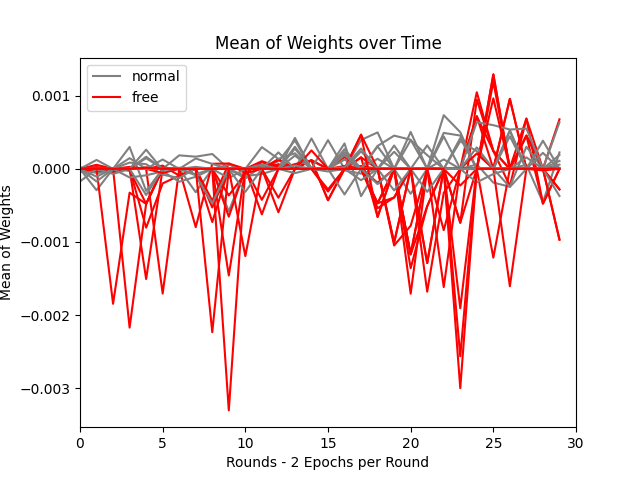 Mean of Weights over Time
normal
free
0.001
0.000
−0.001
−0.002
−0.003
Mean of Weights
0
5
10
15
20
25
30
Rounds - 2 Epochs per Round